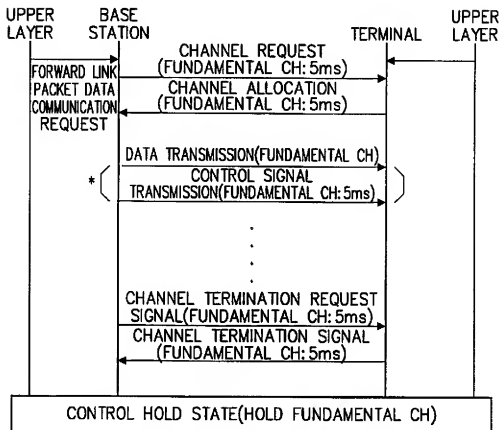 UPPER LAYER
BASE STATION
TERMINAL
UPPER LAYER
CHANNEL REQUEST
(FUNDAMENTAL CH: 5ms)
FORWARD LINK
PACKET DATA
COMMUNICATION
REQUEST
CHANNEL ALLOCATION
(FUNDAMENTAL CH: 5ms)
DATA TRANSMISSION(FUNDAMENTAL CH)
*
CONTROL SIGNAL
TRANSMISSION(FUNDAMENTAL CH: 5ms)
CHANNEL TERMINATION REQUEST
SIGNAL(FUNDAMENTAL CH: 5ms)
CHANNEL TERMINATION SIGNAL
(FUNDAMENTAL CH: 5ms)
CONTROL HOLD STATE(HOLD FUNDAMENTAL CH)